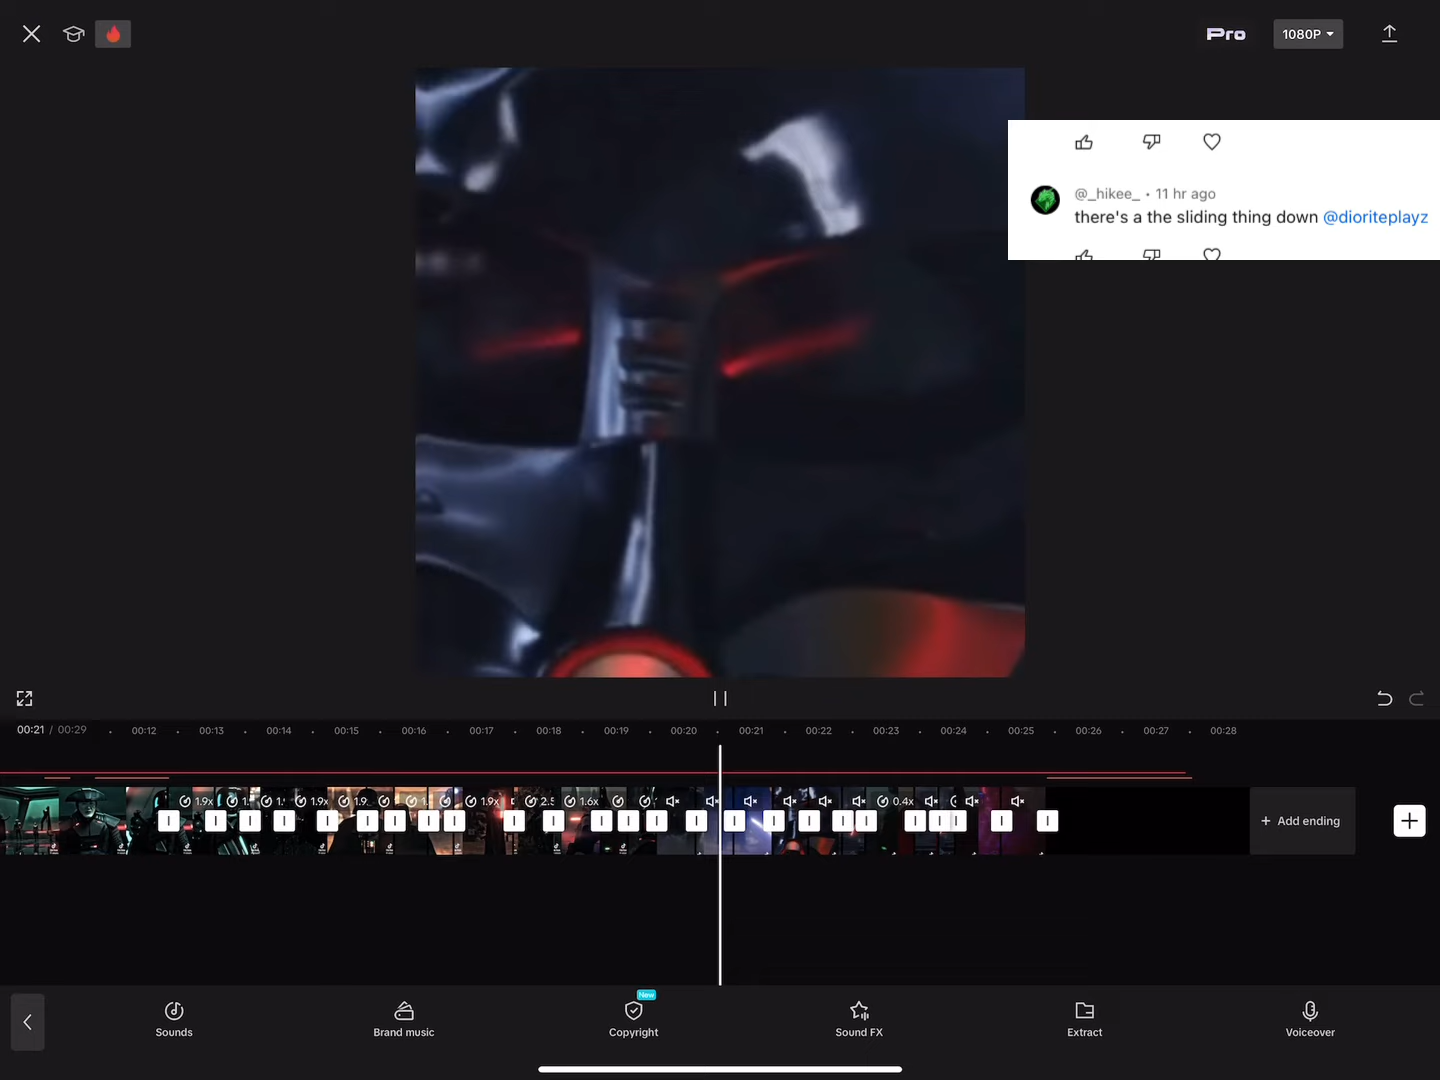 Pro
1080P
@_hikee_ • 11 hr ago
there's a the sliding thing down @dioriteplayz
00:21 / 00:29
00:12
00:13
00:14
00:15
00:16
00:17
00:18
00:19
00:20
00:21
00:22
00:23
00:24
00:25
00:26
00:27
00:28
1.9x
1.9x
1.9x
1.6x
0.4x
+ Add ending
Sounds
Brand music
New
Copyright
Sound FX
Extract
Voiceover